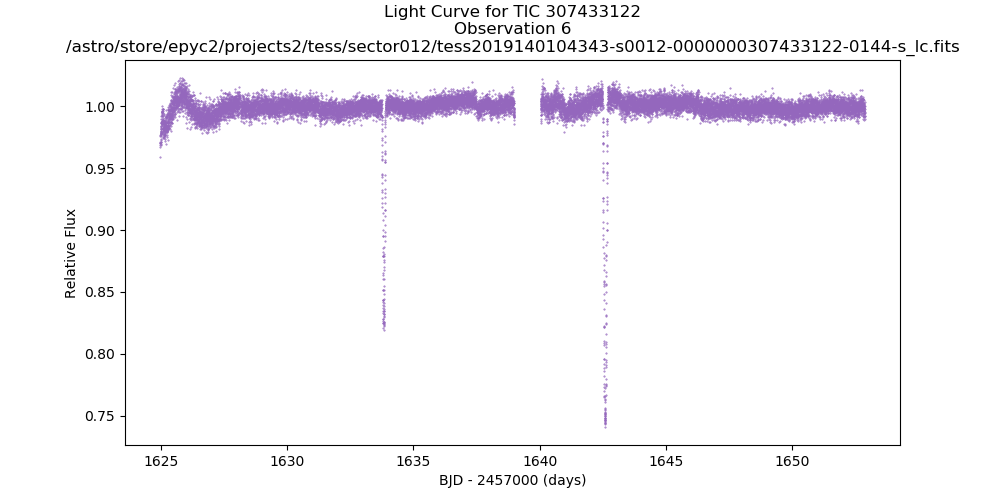 Light Curve for TIC 307433122
Observation 6
/astro/store/epyc2/projects2/tess/sector012/tess2019140104343-s0012-0000000307433122-0144-s_lc.fits
1.00
0.95
0.90
0.85
0.80
0.75
Relative Flux
1625 1630 1635 1640 1645 1650
BJD - 2457000 (days)